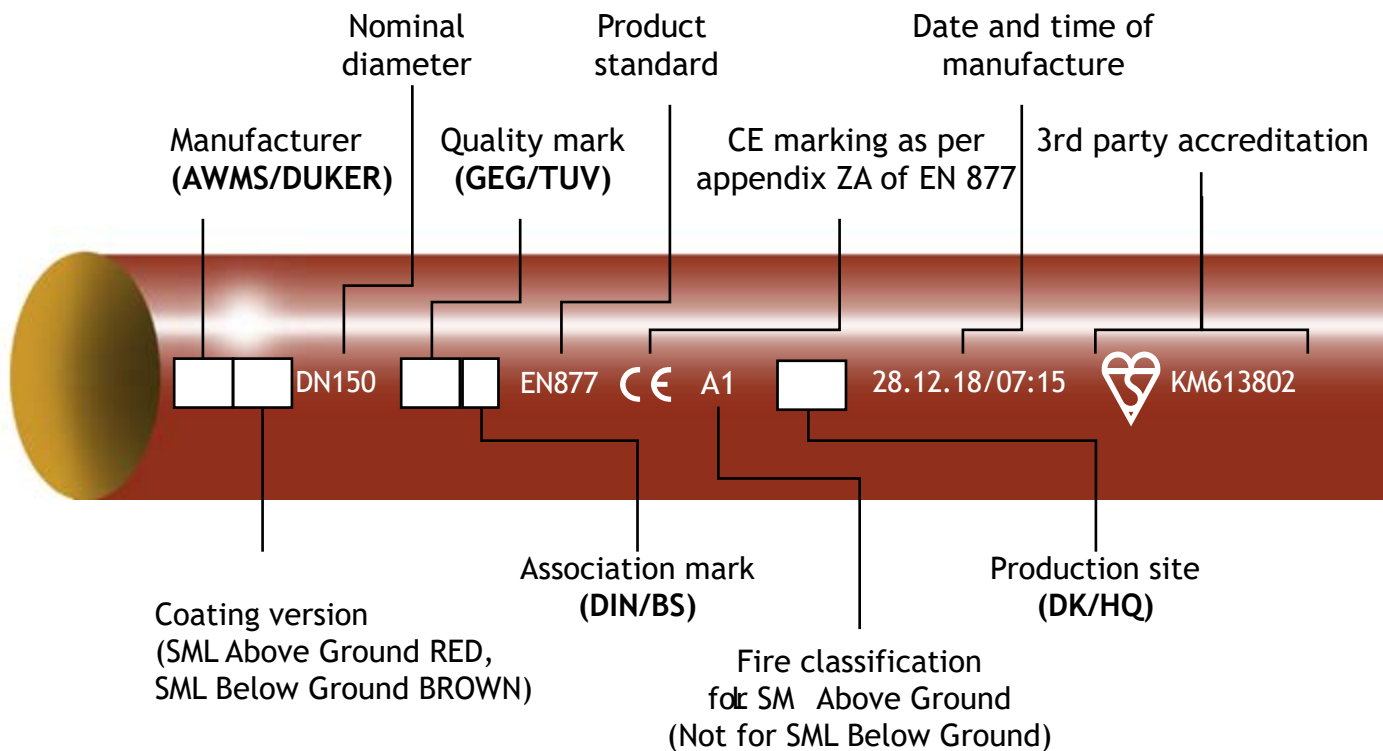 Nominal
diameter
Product
standard
Date and time of
manufacture
Manufacturer
(AWMS/DUKER)
Quality mark
(GEG/TUV)
CE marking as per
appendix ZA of EN 877
3rd party accreditation
DN150
EN877
CE
A1
28.12.18/07:15
KM613802
Coating version
(SML Above Ground RED,
SML Below Ground BROWN)
Association mark
(DIN/BS)
Fire classification
for SML Above Ground
(Not for SML Below Ground)
Production site
(DK/HQ)